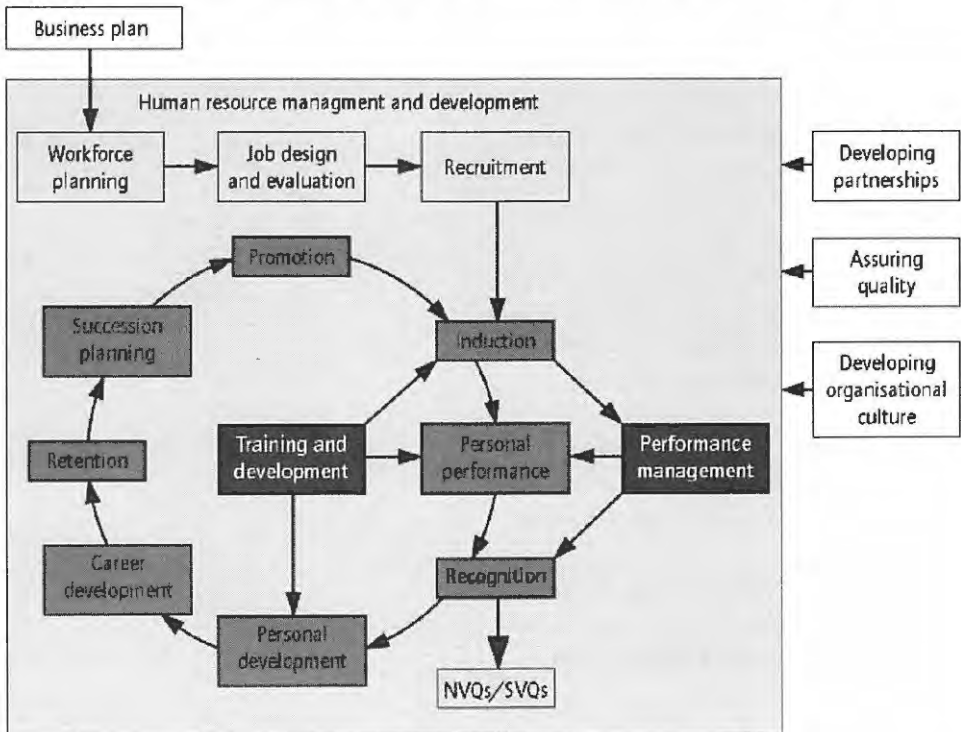 Business plan
Human resource managment and development
Workforce
planning
Job design
and evaluation
Recruitment
Developing
partnerships
Promotion
Assuring
quality
Succession
planning
Induction
Developing
organisational
culture
Retention
Training and
development
Personal
performance
Performance
management
Career
development
Recognition
Personal
development
NVQs/SVQs